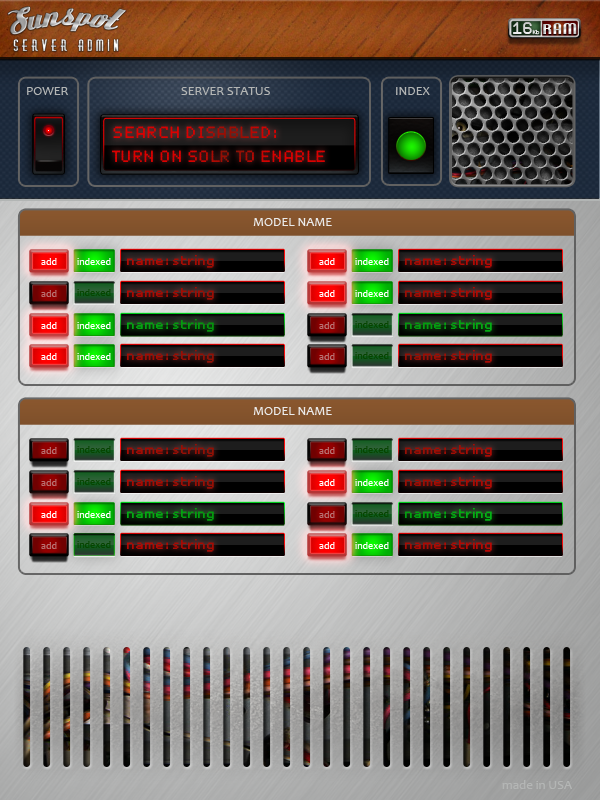 Sunspot
SERVER ADMIN
16Kb RAM
POWER
SERVER STATUS
INDEX
SEARCH DISABLED:
TURN ON SOLR TO ENABLE
MODEL NAME
add indexed name:string add indexed name:string
add indexed name:string add indexed name:string
add indexed name:string add indexed name:string
add indexed name:string add indexed name:string
MODEL NAME
add indexed name:string add indexed name:string
add indexed name:string add indexed name:string
add indexed name:string add indexed name:string
add indexed name:string add indexed name:string
made in USA